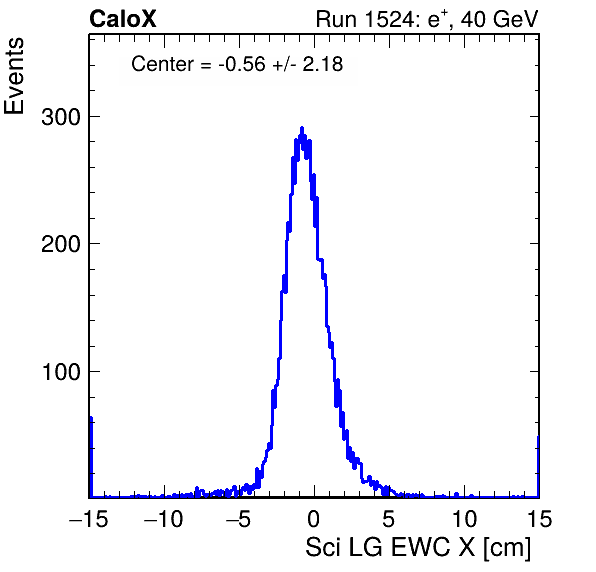 CaloX Run 1524: e⁺, 40 GeV
Center = -0.56 +/- 2.18
Events
300
200
100
−15 −10 −5 0 5 10 15
Sci LG EWC X [cm]